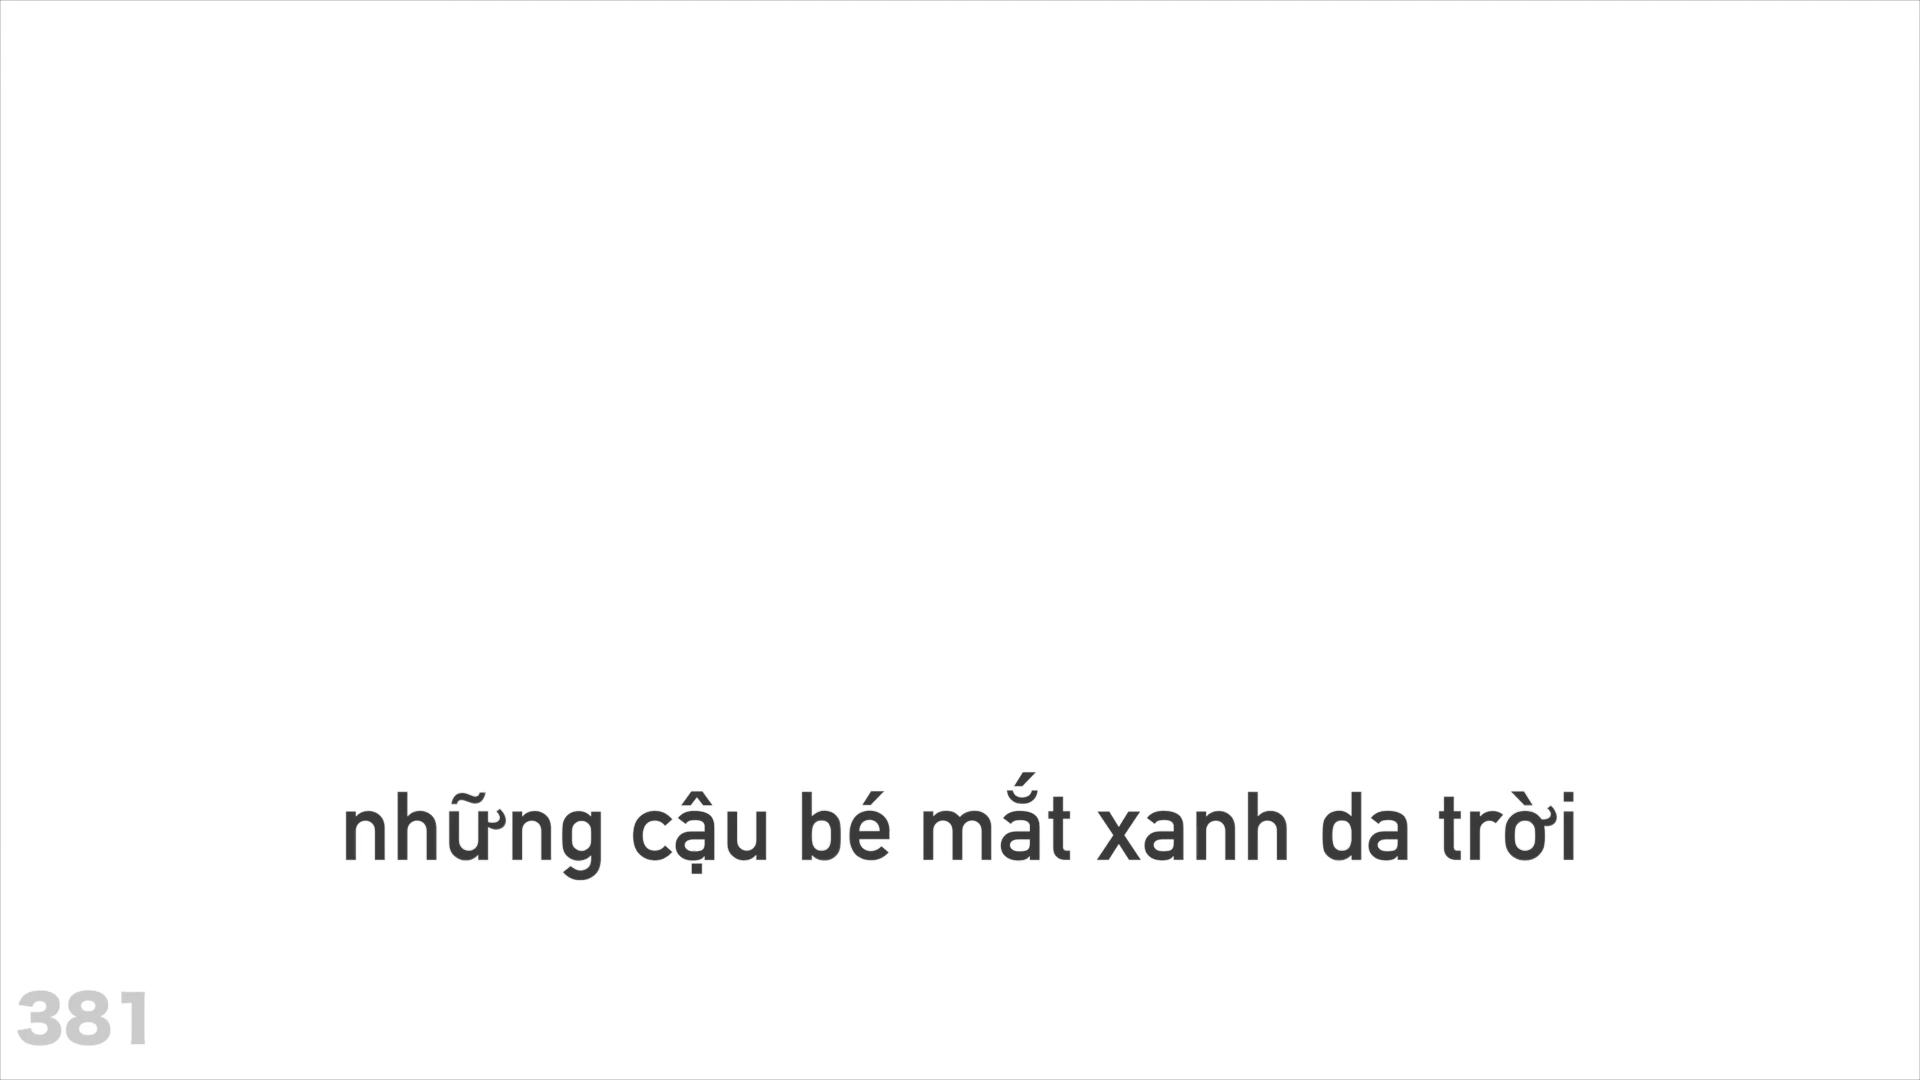 những cậu bé mắt xanh da trời
381